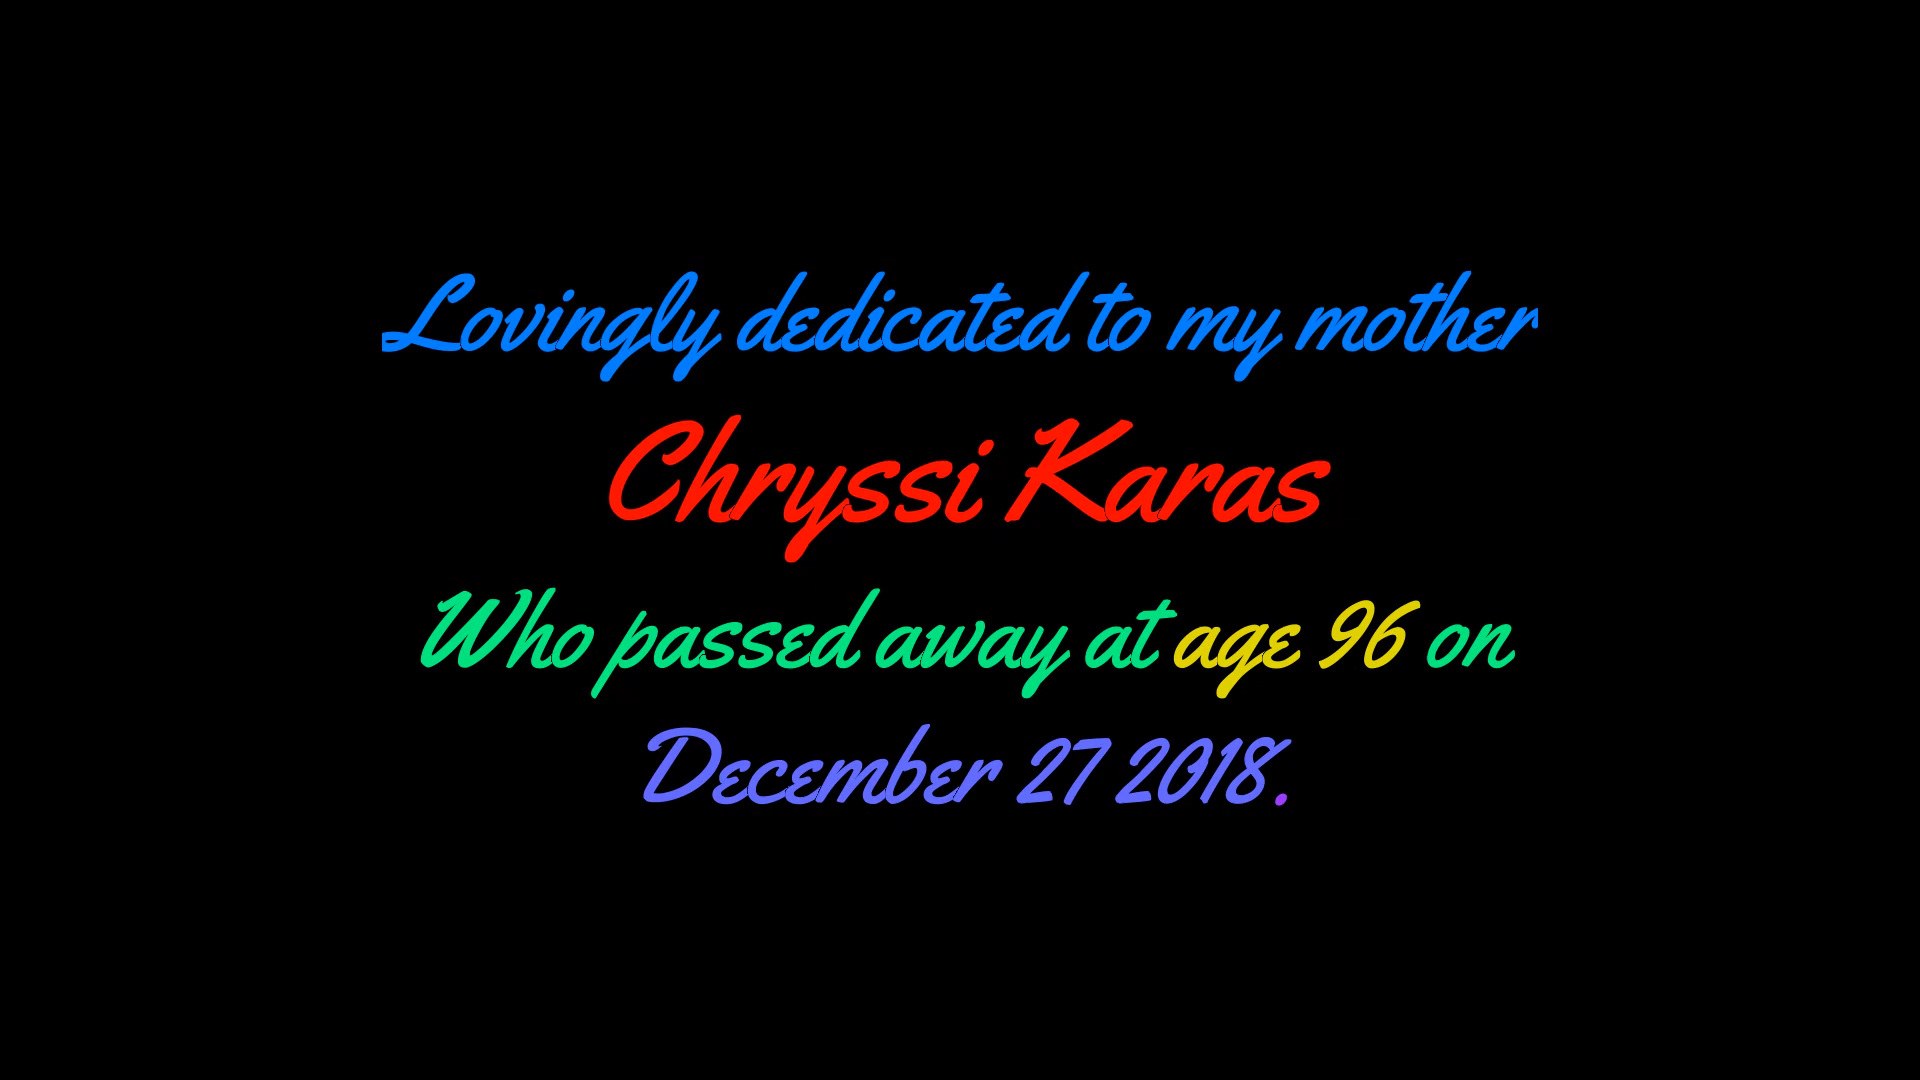 Lovingly dedicated to my mother
Chryssi Karas
Who passed away at age 96 on
December 27 2018.